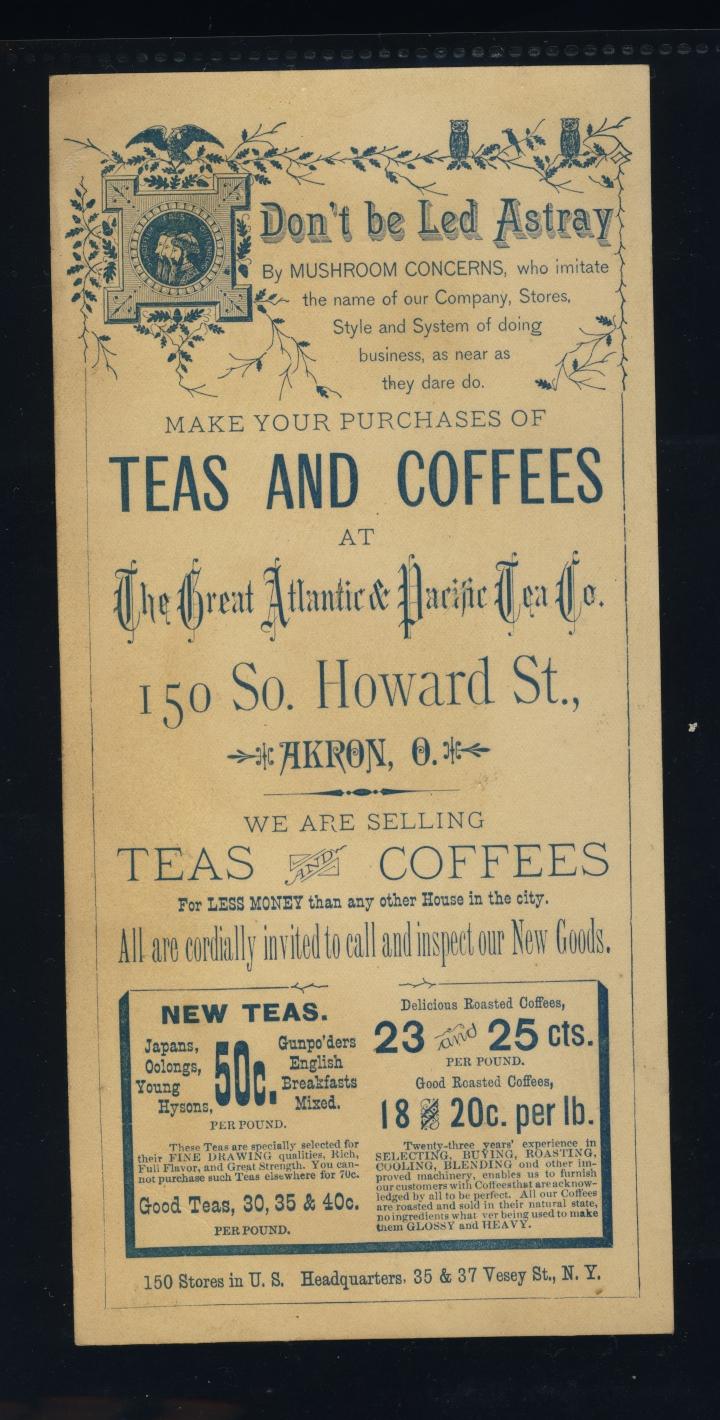 Don't be Led Astray
By MUSHROOM CONCERNS, who imitate
the name of our Company, Stores,
Style and System of doing
business, as near as
they dare do.
MAKE YOUR PURCHASES OF
TEAS AND COFFEES
AT
The Great Atlantic & Pacific Tea Co.
150 So. Howard St.,
AKRON, O.
WE ARE SELLING
TEAS AND COFFEES
For LESS MONEY than any other House in the city.
All are cordially invited to call and inspect our New Goods.
NEW TEAS.
Japans,
Oolongs,
Young
Hysons,
50c.
Gunpo'ders
English
Breakfasts
Mixed.
PER POUND.
These Teas are specially selected for
their FINE DRAWING qualities, Rich,
Full Flavor, and Great Strength. You can-
not purchase such Teas elsewhere for 70c.
Good Teas, 30, 35 & 40c.
PER POUND.
Delicious Roasted Coffees,
23 and 25 cts.
PER POUND.
Good Roasted Coffees,
18 & 20c. per lb.
Twenty-three years' experience in
SELECTING, BUYING, ROASTING,
COOLING, BLENDING ond other im-
proved machinery, enables us to furnish
our customers with Coffees that are acknow-
ledged by all to be perfect. All our Coffees
are roasted and sold in their natural state,
no ingredients what ver being used to make
them GLOSSY and HEAVY.
150 Stores in U. S. Headquarters, 35 & 37 Vesey St., N. Y.